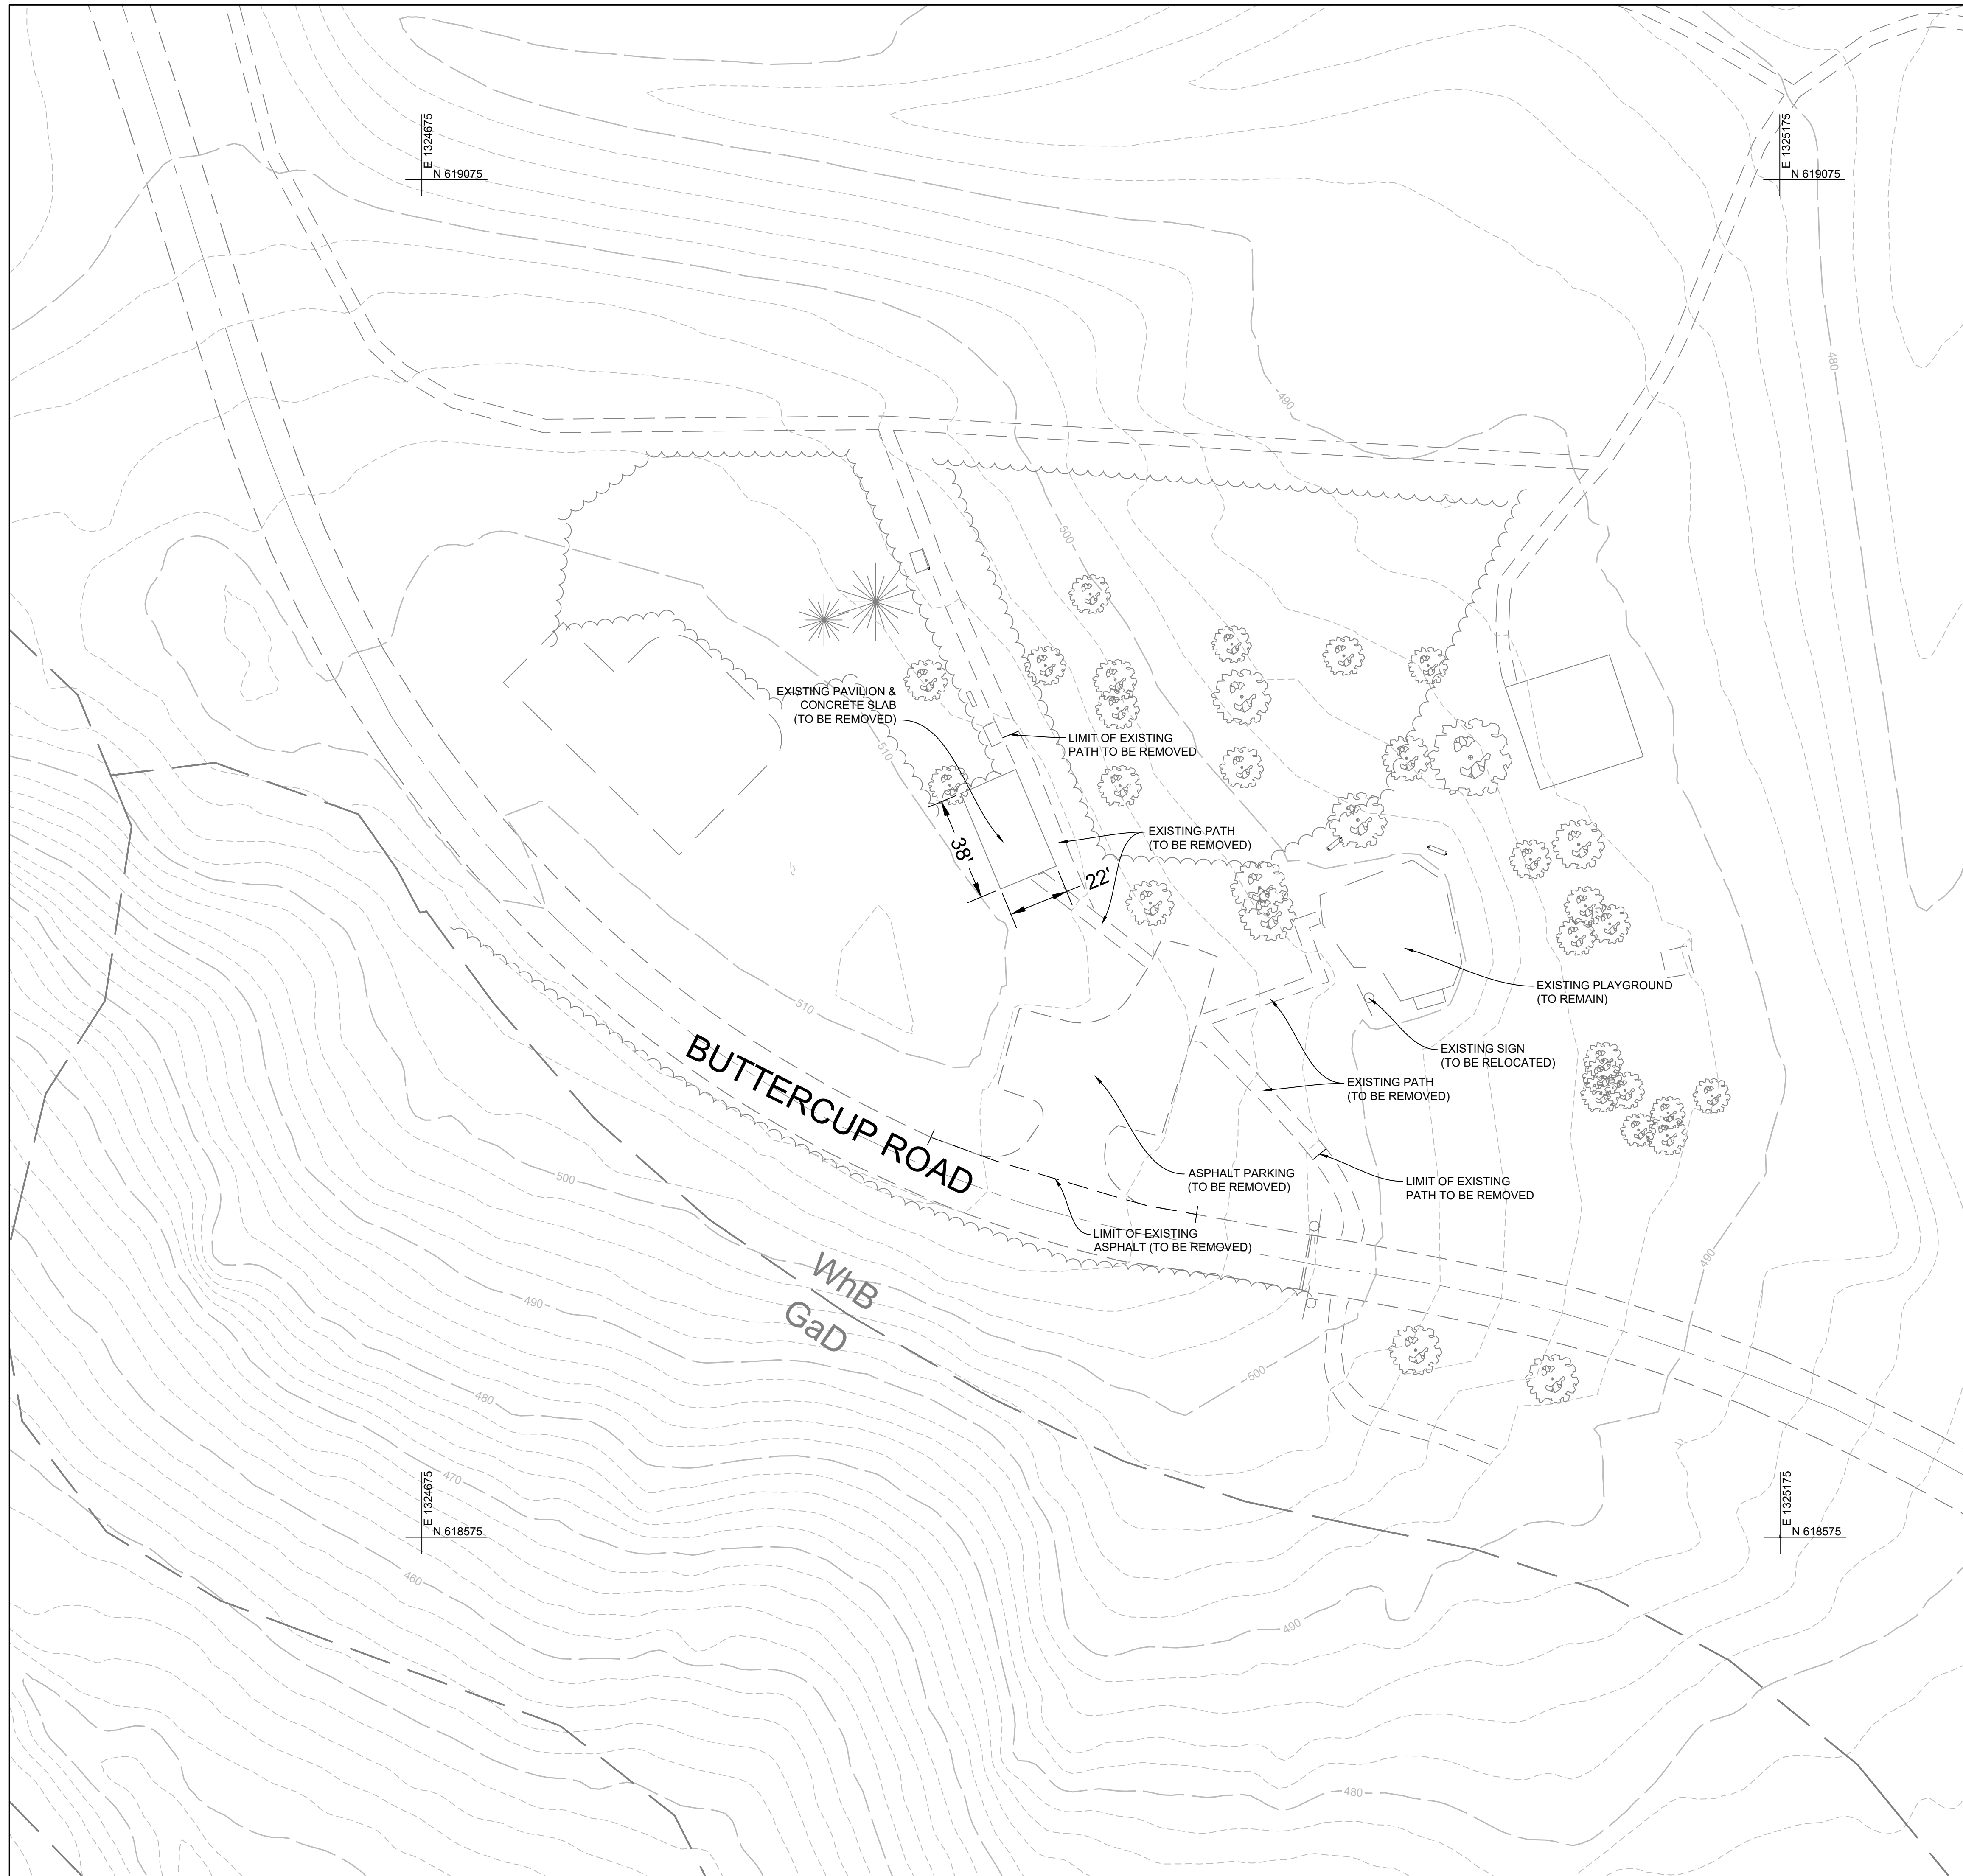 E 1324675
N 619075
E 1325175
N 619075
480
490
500
EXISTING PAVILION &
CONCRETE SLAB
(TO BE REMOVED)
510
LIMIT OF EXISTING
PATH TO BE REMOVED
EXISTING PATH
(TO BE REMOVED)
38'
22'
EXISTING PLAYGROUND
(TO REMAIN)
510
EXISTING SIGN
(TO BE RELOCATED)
BUTTERCUP ROAD
EXISTING PATH
(TO BE REMOVED)
ASPHALT PARKING
(TO BE REMOVED)
LIMIT OF EXISTING
PATH TO BE REMOVED
500
LIMIT OF EXISTING
ASPHALT (TO BE REMOVED)
490
WhB
GaD
490
500
480
470
E 1324675
N 618575
E 1325175
N 618575
460
490
480